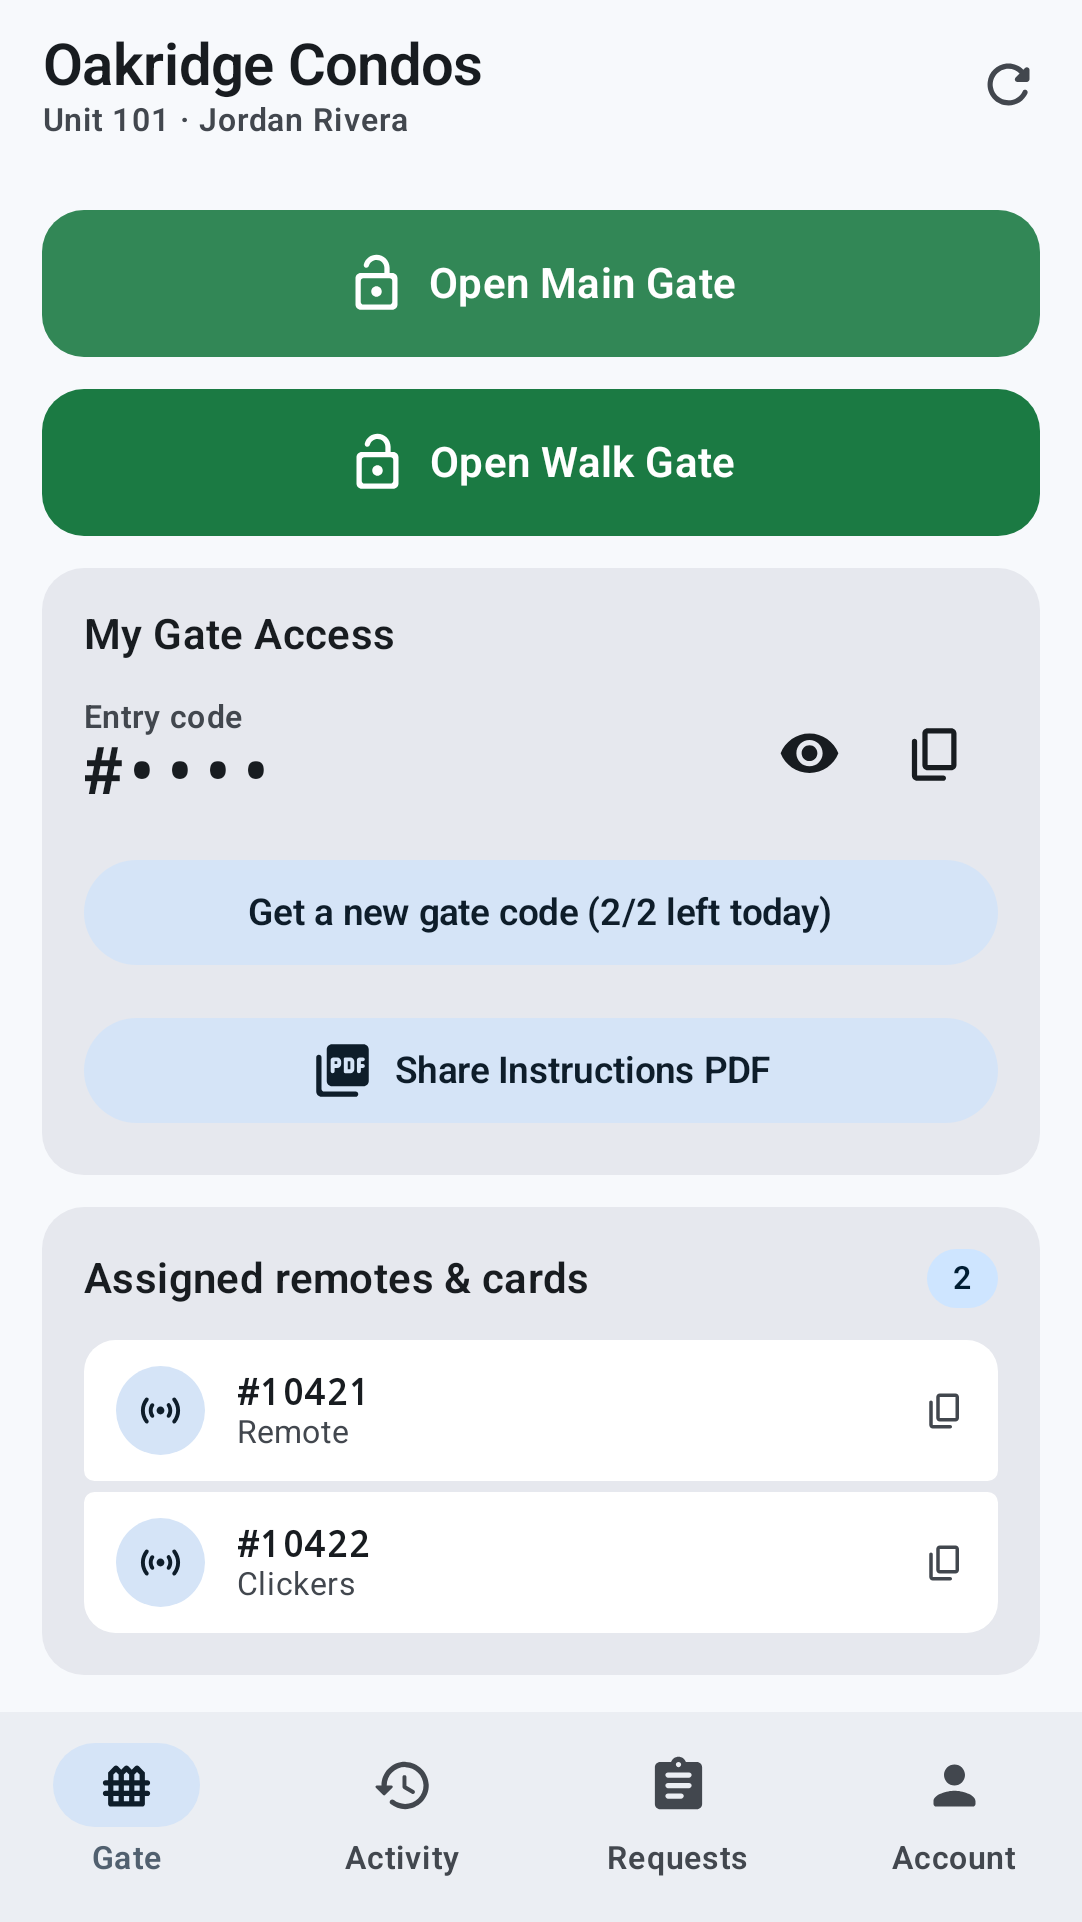 Oakridge Condos
Unit 101 · Jordan Rivera
Open Main Gate
Open Walk Gate
My Gate Access
Entry code
#••••
Get a new gate code (2/2 left today)
PDF Share Instructions PDF
Assigned remotes & cards
2
#10421
Remote
#10422
Clickers
Gate
Activity
Requests
Account